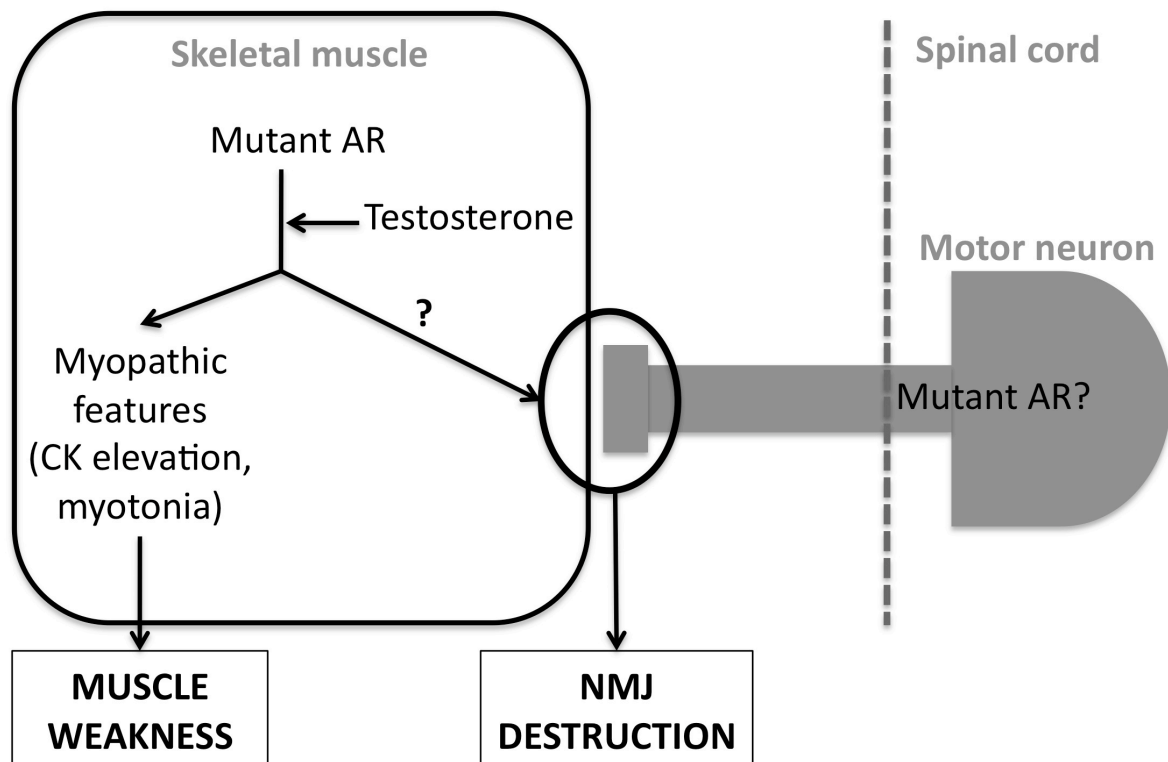 Skeletal muscle
Spinal cord
Mutant AR
Testosterone
Motor neuron
?
Myopathic
features
(CK elevation,
myotonia)
Mutant AR?
MUSCLE
WEAKNESS
NMJ
DESTRUCTION